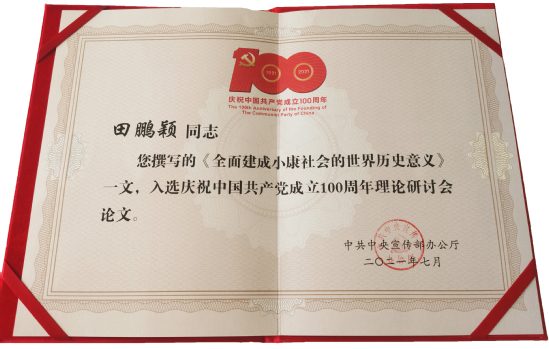 100
1921
2021
庆祝中国共产党成立100周年
The 100th Anniversary of the Founding of
The Communist Party of China
田鹏颖 同志
您撰写的《全面建成小康社会的世界历史意义》
一文，入选庆祝中国共产党成立100周年理论研讨会
论文。
中共中央宣传部办公厅
二〇二一年七月